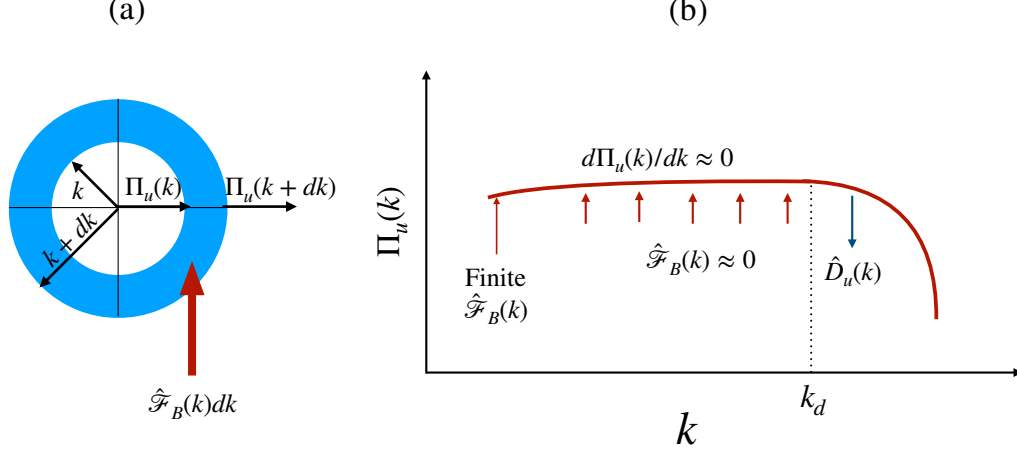 (a)
k
k + dk
Π_u(k)
Π_u(k + dk)
ℱ̂_B(k)dk
(b)
Π_u(k)
dΠ_u(k)/dk ≈ 0
Finite
ℱ̂_B(k)
ℱ̂_B(k) ≈ 0
D̂_u(k)
k_d
k